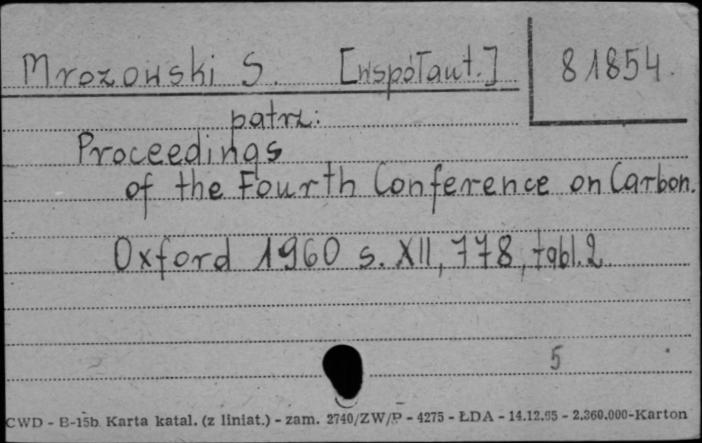 Mrozowski S. [współaut.] 81854
patrz:
Proceedings
of the Fourth Conference on Carbon.
Oxford 1960 s. XII, 778, tabl. 2
5
CWD - B-15b Karta katal. (z liniat.) - zam. 2740/ZW/P - 4275 - ŁDA - 14.12.65 - 2.360.000-Karton